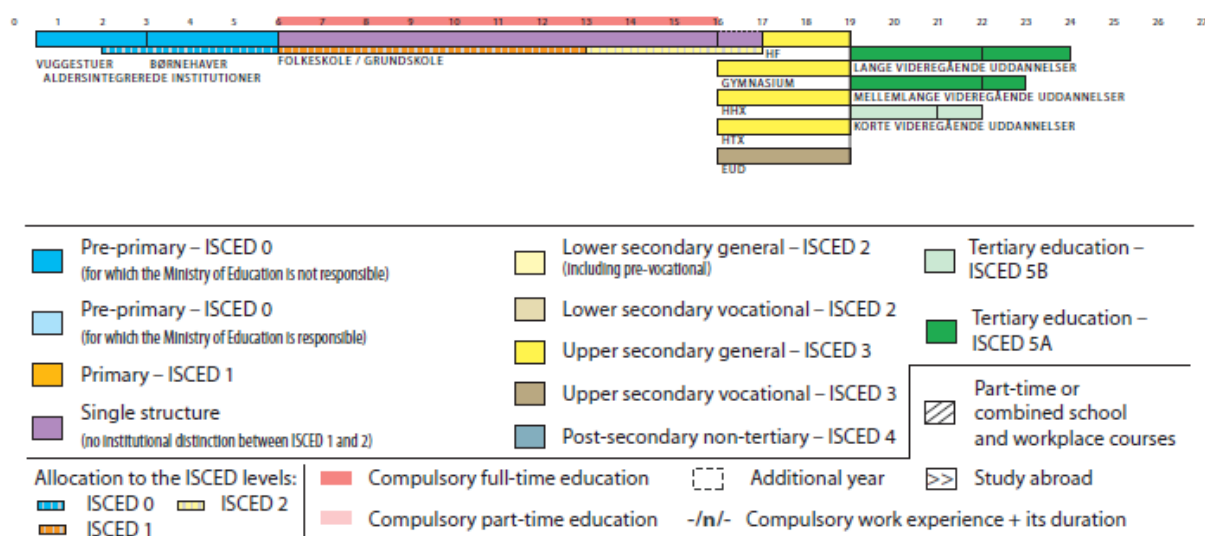 0 1 2 3 4 5 6 7 8 9 10 11 12 13 14 15 16 17 18 19 20 21 22 23 24 25 26
HF
VUGGESTUER BØRNEHAVER FOLKESKOLE / GRUNDSKOLE LANGE VIDEREGÅENDE UDDANNELSER
ALDERSINTEGREREDE INSTITUTIONER GYMNASIUM MELLEMLANGE VIDEREGÅENDE UDDANNELSER
HHX KORTE VIDEREGÅENDE UDDANNELSER
HTX
EUD
Pre-primary – ISCED 0
(for which the Ministry of Education is not responsible)
Pre-primary – ISCED 0
(for which the Ministry of Education is responsible)
Primary – ISCED 1
Single structure
(no institutional distinction between ISCED 1 and 2)
Lower secondary general – ISCED 2
(including pre-vocational)
Lower secondary vocational – ISCED 2
Upper secondary general – ISCED 3
Upper secondary vocational – ISCED 3
Post-secondary non-tertiary – ISCED 4
Tertiary education –
ISCED 5B
Tertiary education –
ISCED 5A
Part-time or
combined school
and workplace courses
Allocation to the ISCED levels:
ISCED 0 ISCED 2
ISCED 1
Compulsory full-time education
Additional year
>> Study abroad
Compulsory part-time education
-/n/- Compulsory work experience + its duration